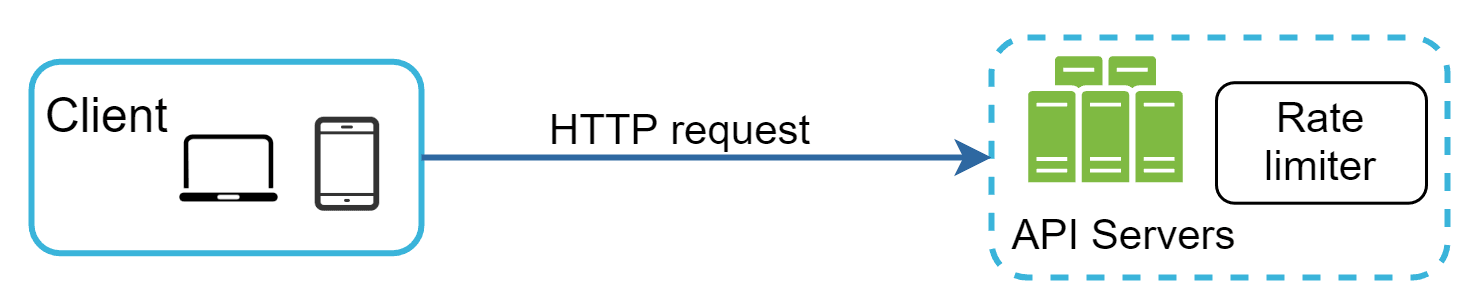 Client
HTTP request
Rate
limiter
API Servers